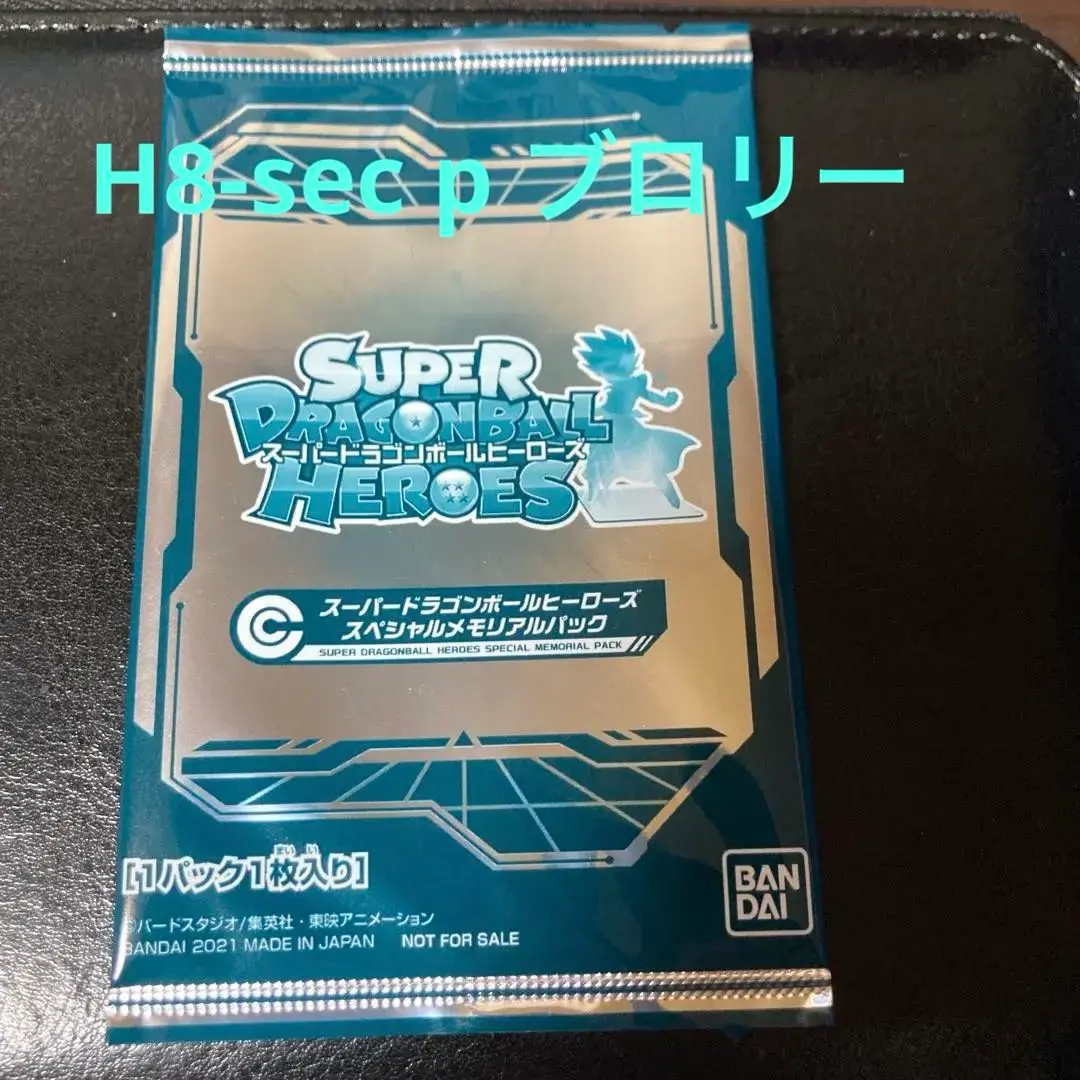 H8-sec p ブロリー
SUPER
DRAGONBALL
スーパードラゴンボールヒーローズ
HEROES
スーパードラゴンボールヒーローズ
スペシャルメモリアルパック
SUPER DRAGONBALL HEROES SPECIAL MEMORIAL PACK
まい い
[1パック1枚入り]
©バードスタジオ/集英社・東映アニメーション
BANDAI 2021 MADE IN JAPAN NOT FOR SALE
BAN
DAI